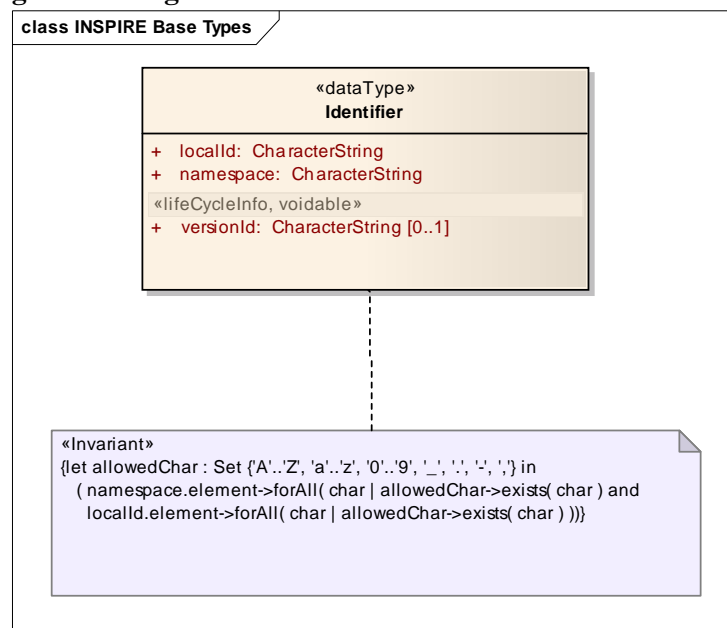 class INSPIRE Base Types
«dataType»
Identifier
+ localId: CharacterString
+ namespace: CharacterString
«lifeCycleInfo, voidable»
+ versionId: CharacterString [0..1]
«Invariant»
{let allowedChar : Set {'A'..'Z', 'a'..'z', '0'..'9', '_', '.', '-', ','} in
( namespace.element->forAll( char | allowedChar->exists( char ) and
localId.element->forAll( char | allowedChar->exists( char ) ))}